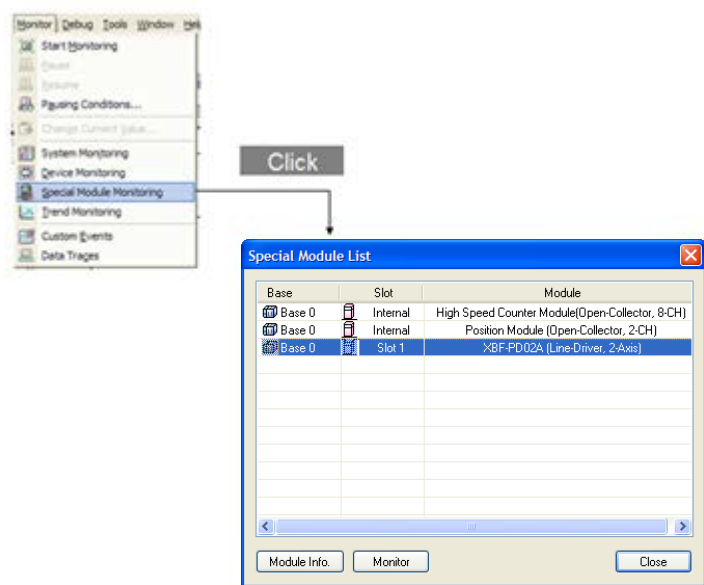 Monitor Debug Tools Window
Start Monitoring
Pause
Resume
Pausing Conditions...
Change Current Value...
System Monitoring
Device Monitoring
Special Module Monitoring
Trend Monitoring
Custom Events
Data Traces
Click
Special Module List
Base Slot Module
Base 0 Internal High Speed Counter Module(Open-Collector, 8-CH)
Base 0 Internal Position Module (Open-Collector, 2-CH)
Base 0 Slot 1 XBF-PD02A (Line-Driver, 2-Axis)
Module Info. Monitor Close